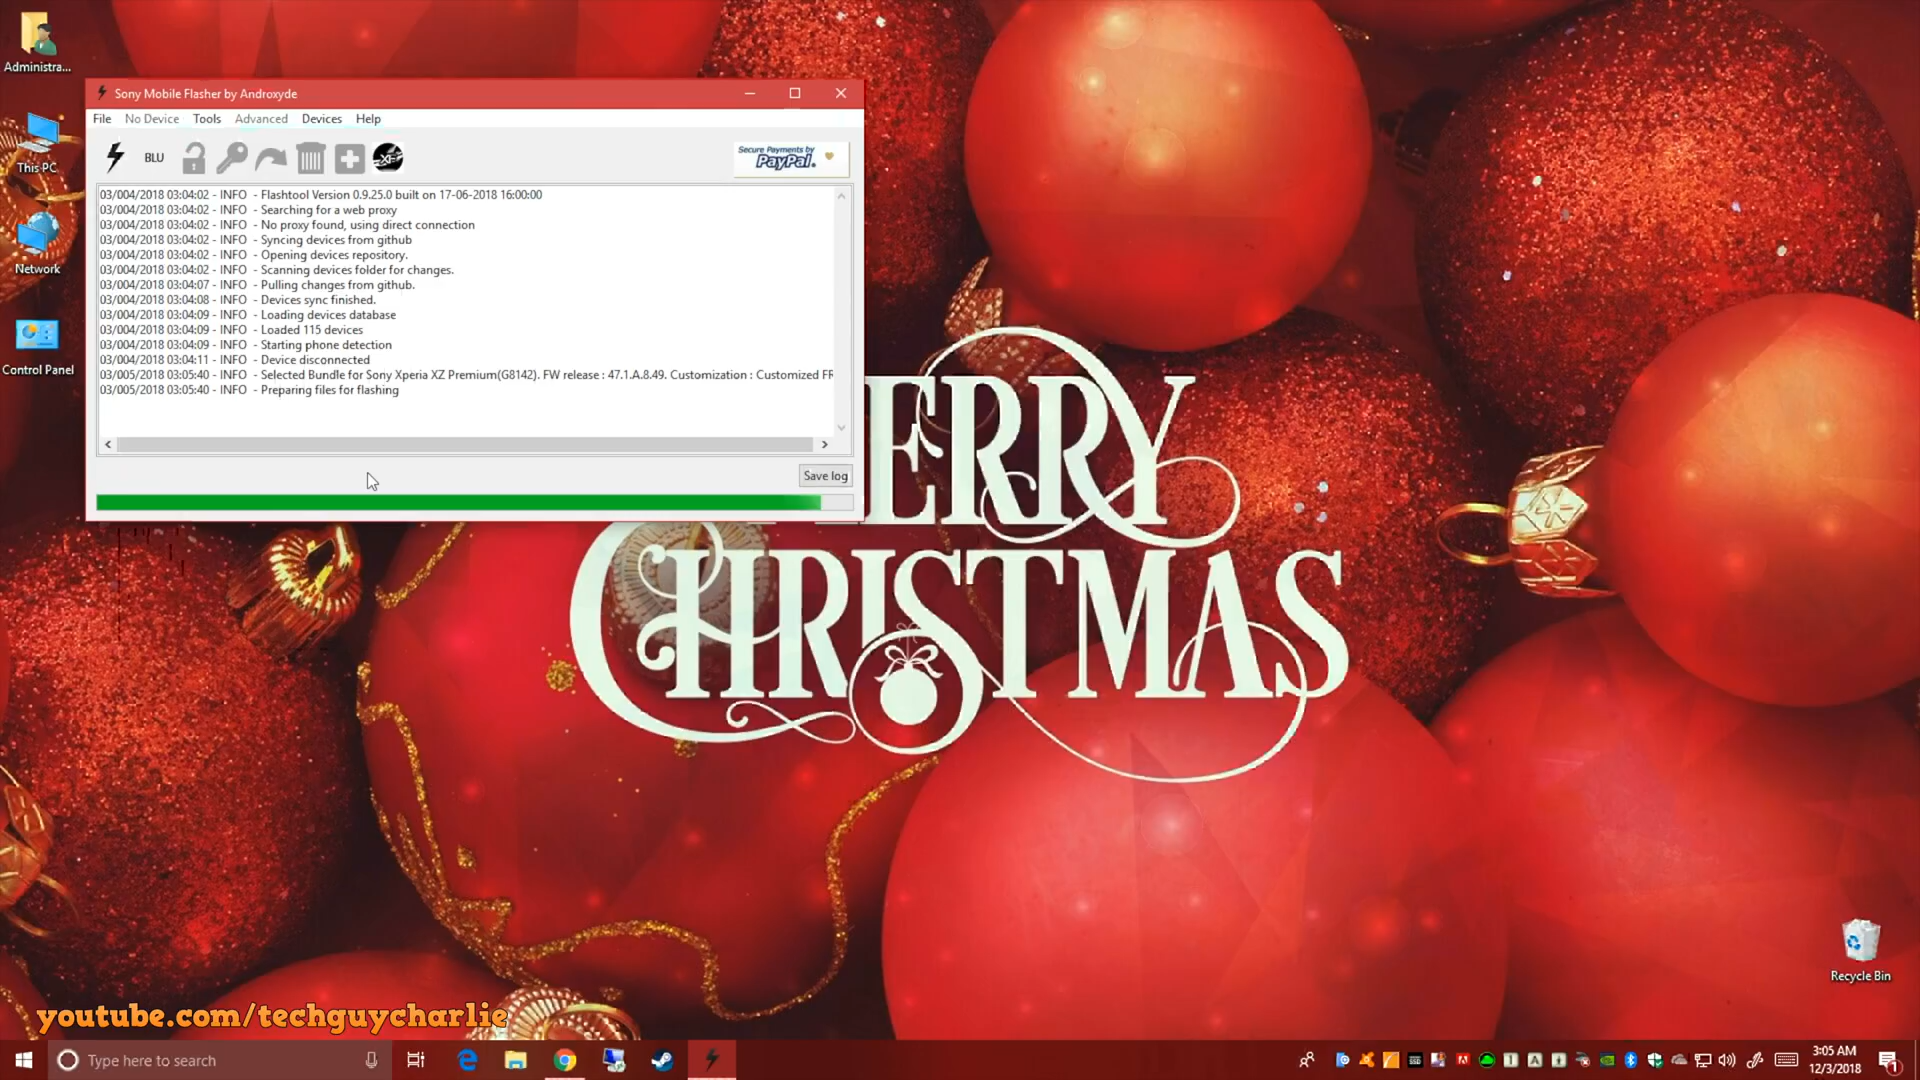 Administra...
This PC
Network
Control Panel
Sony Mobile Flasher by Androxyde
File No Device Tools Advanced Devices Help
BLU
Secure Payments by
PayPal.
03/004/2018 03:04:02 - INFO - Flashtool Version 0.9.25.0 built on 17-06-2018 16:00:00
03/004/2018 03:04:02 - INFO - Searching for a web proxy
03/004/2018 03:04:02 - INFO - No proxy found, using direct connection
03/004/2018 03:04:02 - INFO - Syncing devices from github
03/004/2018 03:04:02 - INFO - Opening devices repository.
03/004/2018 03:04:02 - INFO - Scanning devices folder for changes.
03/004/2018 03:04:07 - INFO - Pulling changes from github.
03/004/2018 03:04:08 - INFO - Devices sync finished.
03/004/2018 03:04:09 - INFO - Loading devices database
03/004/2018 03:04:09 - INFO - Loaded 115 devices
03/004/2018 03:04:09 - INFO - Starting phone detection
03/004/2018 03:04:11 - INFO - Device disconnected
03/005/2018 03:05:40 - INFO - Selected Bundle for Sony Xperia XZ Premium(G8142). FW release : 47.1.A.8.49. Customization : Customized FR
03/005/2018 03:05:40 - INFO - Preparing files for flashing
Save log
ERRY
CHRISTMAS
Recycle Bin
youtube.com/techguycharlie
Type here to search
3:05 AM
12/3/2018
1